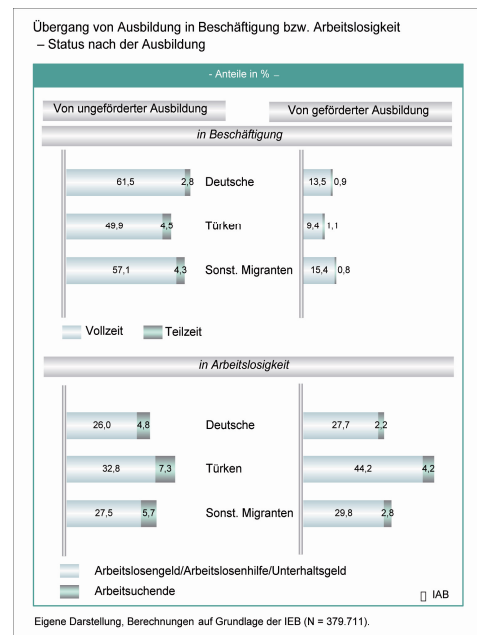 Übergang von Ausbildung in Beschäftigung bzw. Arbeitslosigkeit
– Status nach der Ausbildung
- Anteile in % –
Von ungeförderter Ausbildung Von geförderter Ausbildung
in Beschäftigung
61,5 2,8 Deutsche 13,5 0,9
49,9 4,5 Türken 9,4 1,1
57,1 4,3 Sonst. Migranten 15,4 0,8
Vollzeit Teilzeit
in Arbeitslosigkeit
26,0 4,8 Deutsche 27,7 2,2
32,8 7,3 Türken 44,2 4,2
27,5 5,7 Sonst. Migranten 29,8 2,8
Arbeitslosengeld/Arbeitslosenhilfe/Unterhaltsgeld
Arbeitsuchende
▯ IAB
Eigene Darstellung, Berechnungen auf Grundlage der IEB (N = 379.711).